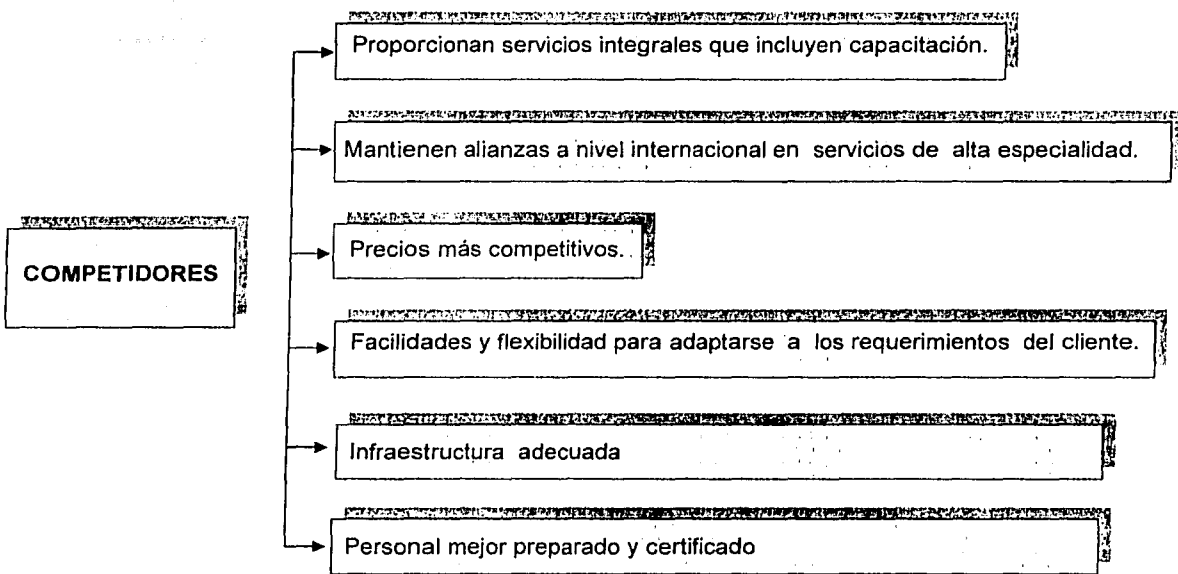 Proporcionan servicios integrales que incluyen capacitación.
Mantienen alianzas a nivel internacional en servicios de alta especialidad.
Precios más competitivos.
COMPETIDORES
Facilidades y flexibilidad para adaptarse a los requerimientos del cliente.
Infraestructura adecuada
Personal mejor preparado y certificado